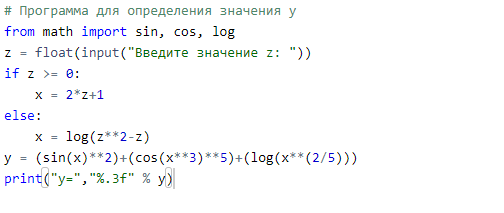 # Программа для определения значения y
from math import sin, cos, log
z = float(input("Введите значение z: "))
if z >= 0:
    x = 2*z+1
else:
    x = log(z**2-z)
y = (sin(x)**2)+(cos(x**3)**5)+(log(x**(2/5)))
print("y=","%.3f" % y)